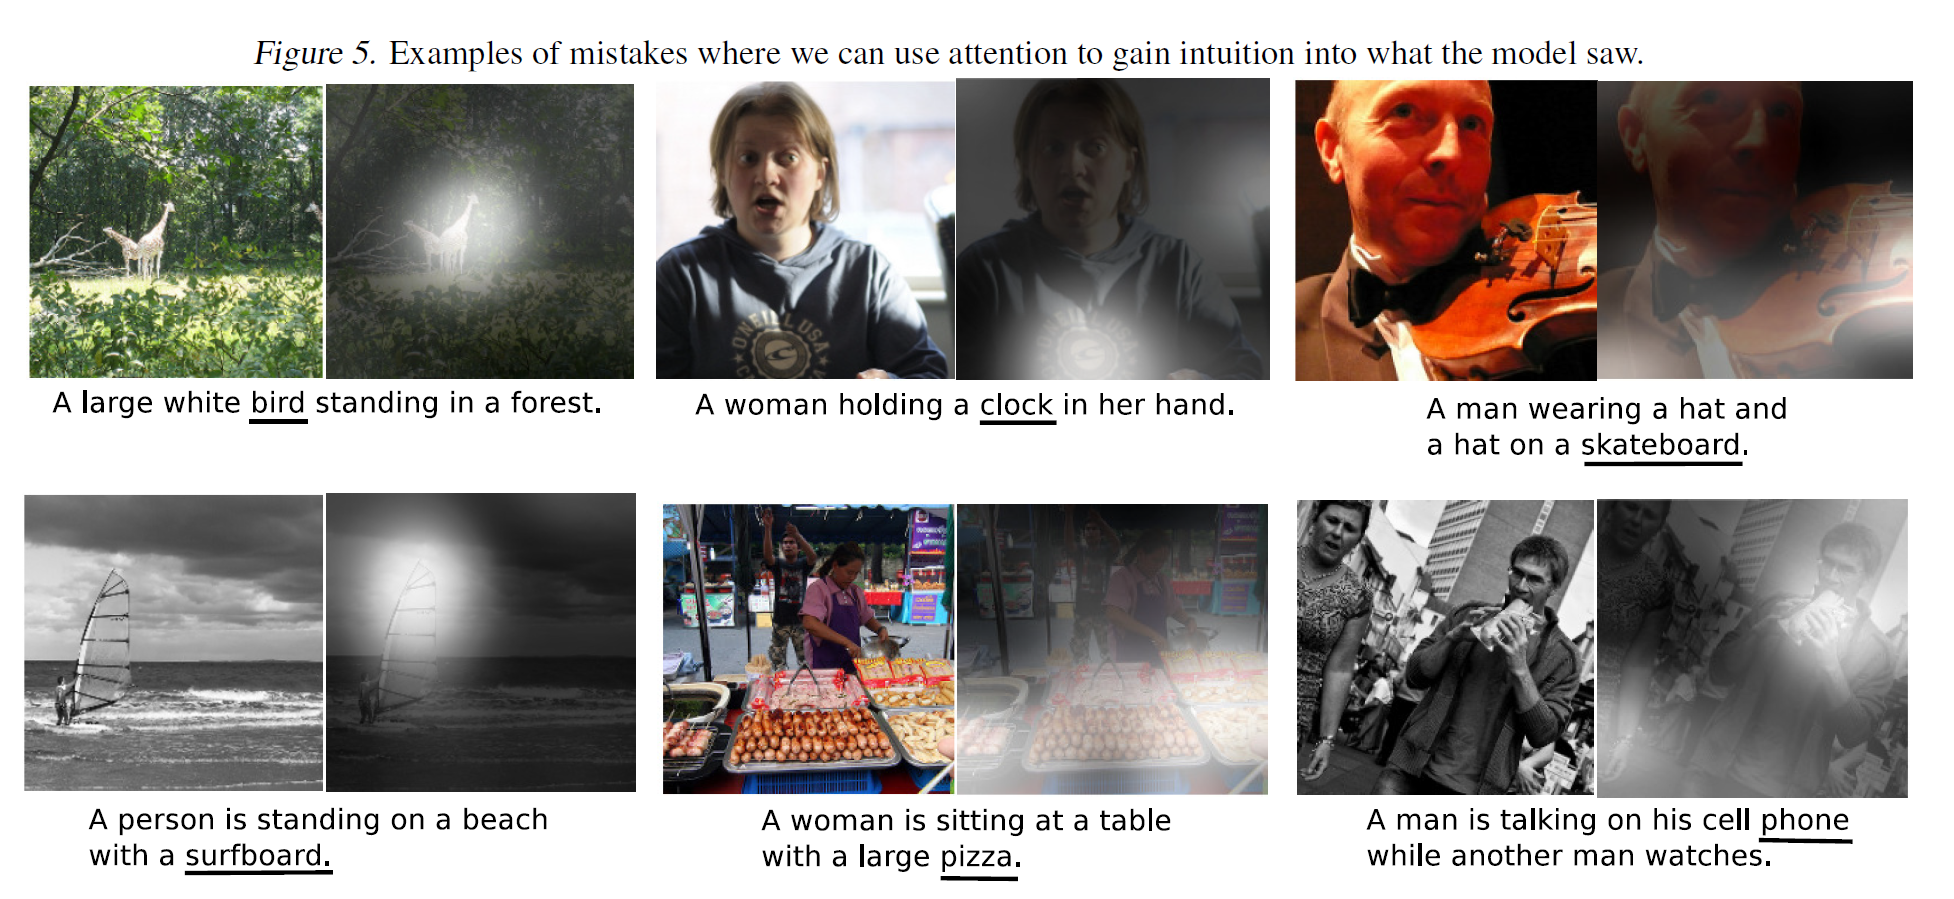 Figure 5. Examples of mistakes where we can use attention to gain intuition into what the model saw.
ONEILL USA
A large white bird standing in a forest.
A woman holding a clock in her hand.
A man wearing a hat and
a hat on a skateboard.
A person is standing on a beach
with a surfboard.
A woman is sitting at a table
with a large pizza.
A man is talking on his cell phone
while another man watches.